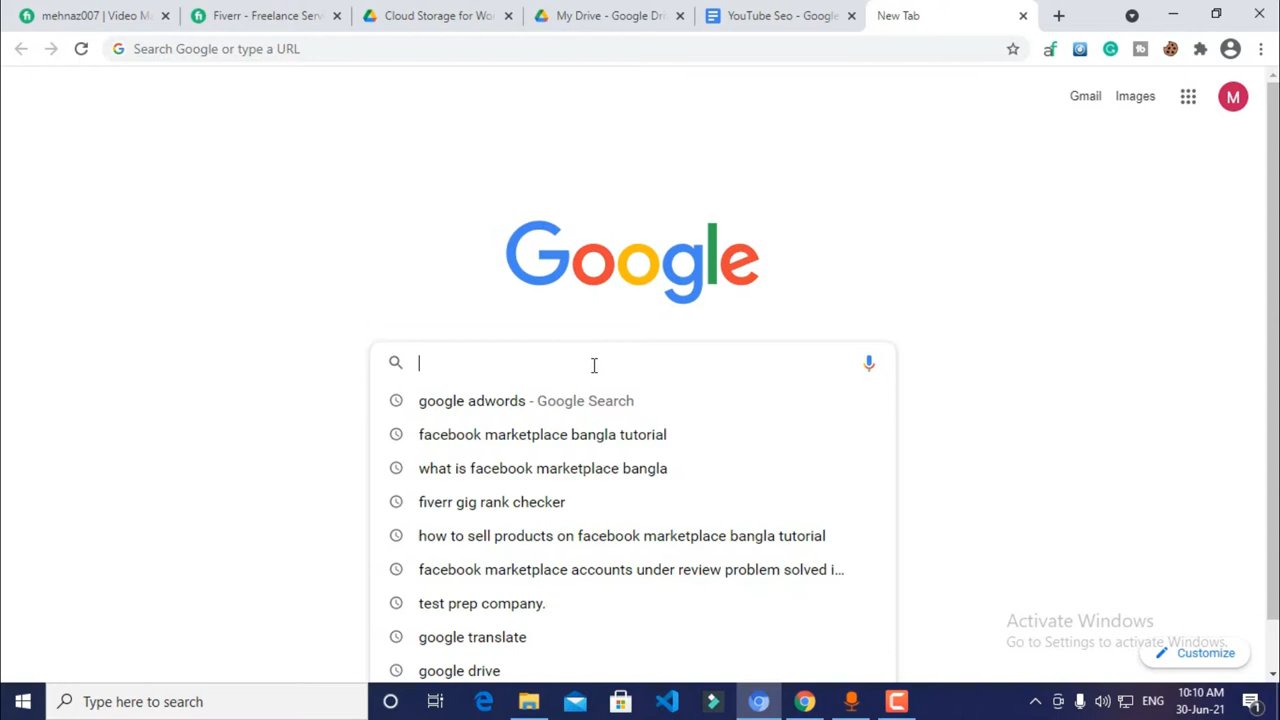 mehnaz007 | Video M
Fiverr - Freelance Serv
Cloud Storage for Wo
My Drive - Google Dri
YouTube Seo - Google
New Tab
Search Google or type a URL
Gmail
Images
M
Google
google adwords - Google Search
facebook marketplace bangla tutorial
what is facebook marketplace bangla
fiverr gig rank checker
how to sell products on facebook marketplace bangla tutorial
facebook marketplace accounts under review problem solved i...
test prep company.
google translate
google drive
Activate Windows
Go to Settings to activate Windows.
Customize
Type here to search
ENG
10:10 AM
30-Jun-21